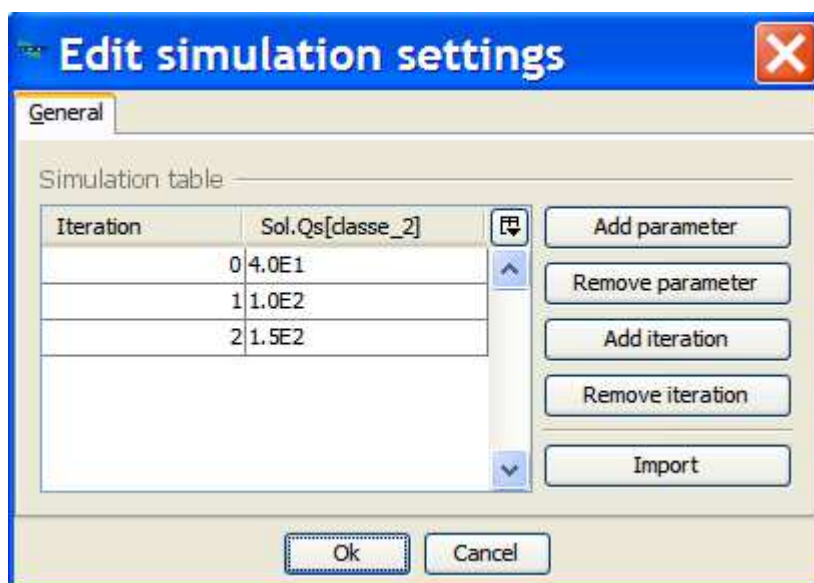 Edit simulation settings
General
Simulation table
Iteration Sol.Qs[classe_2]
0 4.0E1
1 1.0E2
2 1.5E2
Add parameter
Remove parameter
Add iteration
Remove iteration
Import
Ok Cancel